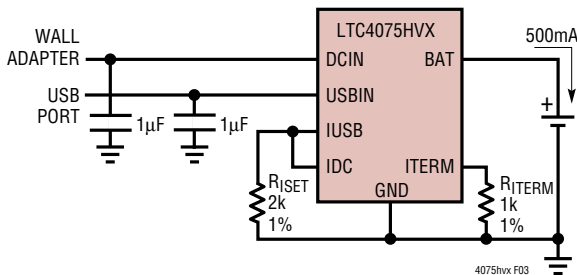 LTC4075HVX
WALL
ADAPTER
USB
PORT
1µF
1µF
DCIN
USBIN
IUSB
IDC
BAT
ITERM
GND
500mA
+
RISET
2k
1%
RITERM
1k
1%
4075hvx F03